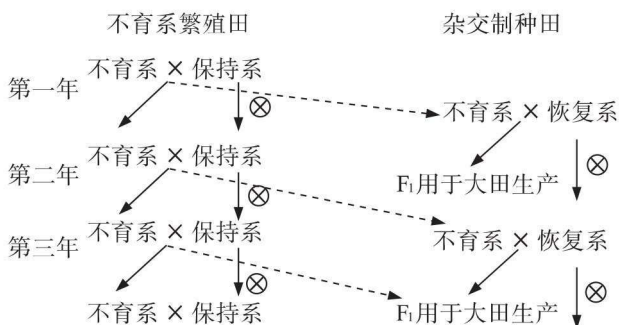 不育系繁殖田 杂交制种田
第一年 不育系 × 保持系
⊗
不育系 × 恢复系
第二年 不育系 × 保持系
⊗
F₁用于大田生产
⊗
第三年 不育系 × 保持系
不育系 × 恢复系
⊗
⊗
不育系 × 保持系
F₁用于大田生产